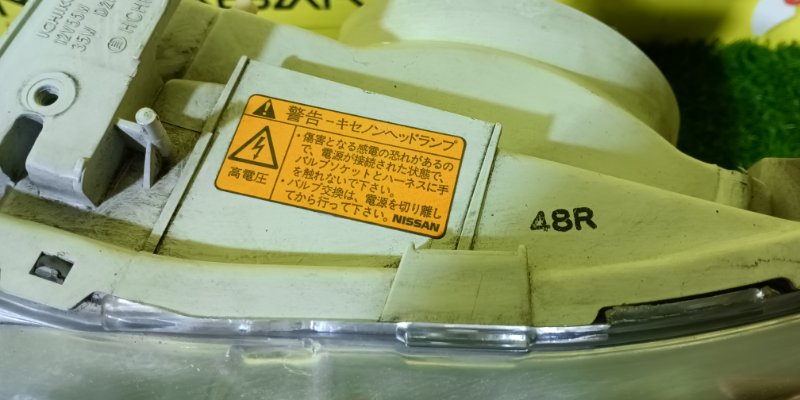 12V55W
35W D2
警告-キセノンヘッドランプ
高電圧
・傷害となる感電の恐れがあるの
で、電源が接続された状態で、
バルブソケットとハーネスに手
を触れないで下さい。
・バルブ交換は、電源を切り離し
てから行って下さい。
NISSAN
48R